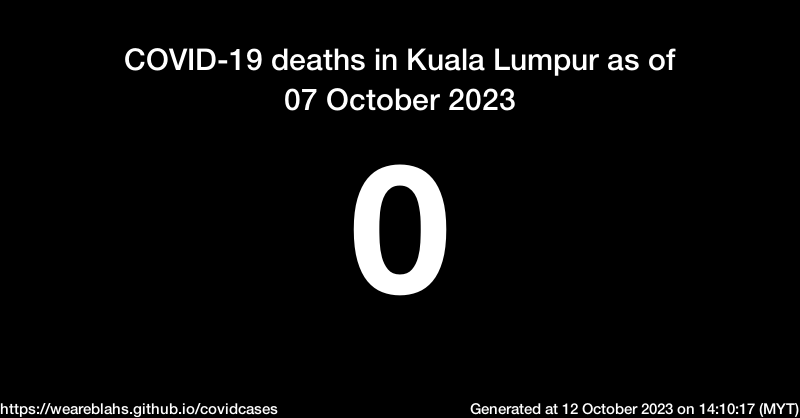 COVID-19 deaths in Kuala Lumpur as of
07 October 2023
0
https://weareblahs.github.io/covidcases
Generated at 12 October 2023 on 14:10:17 (MYT)